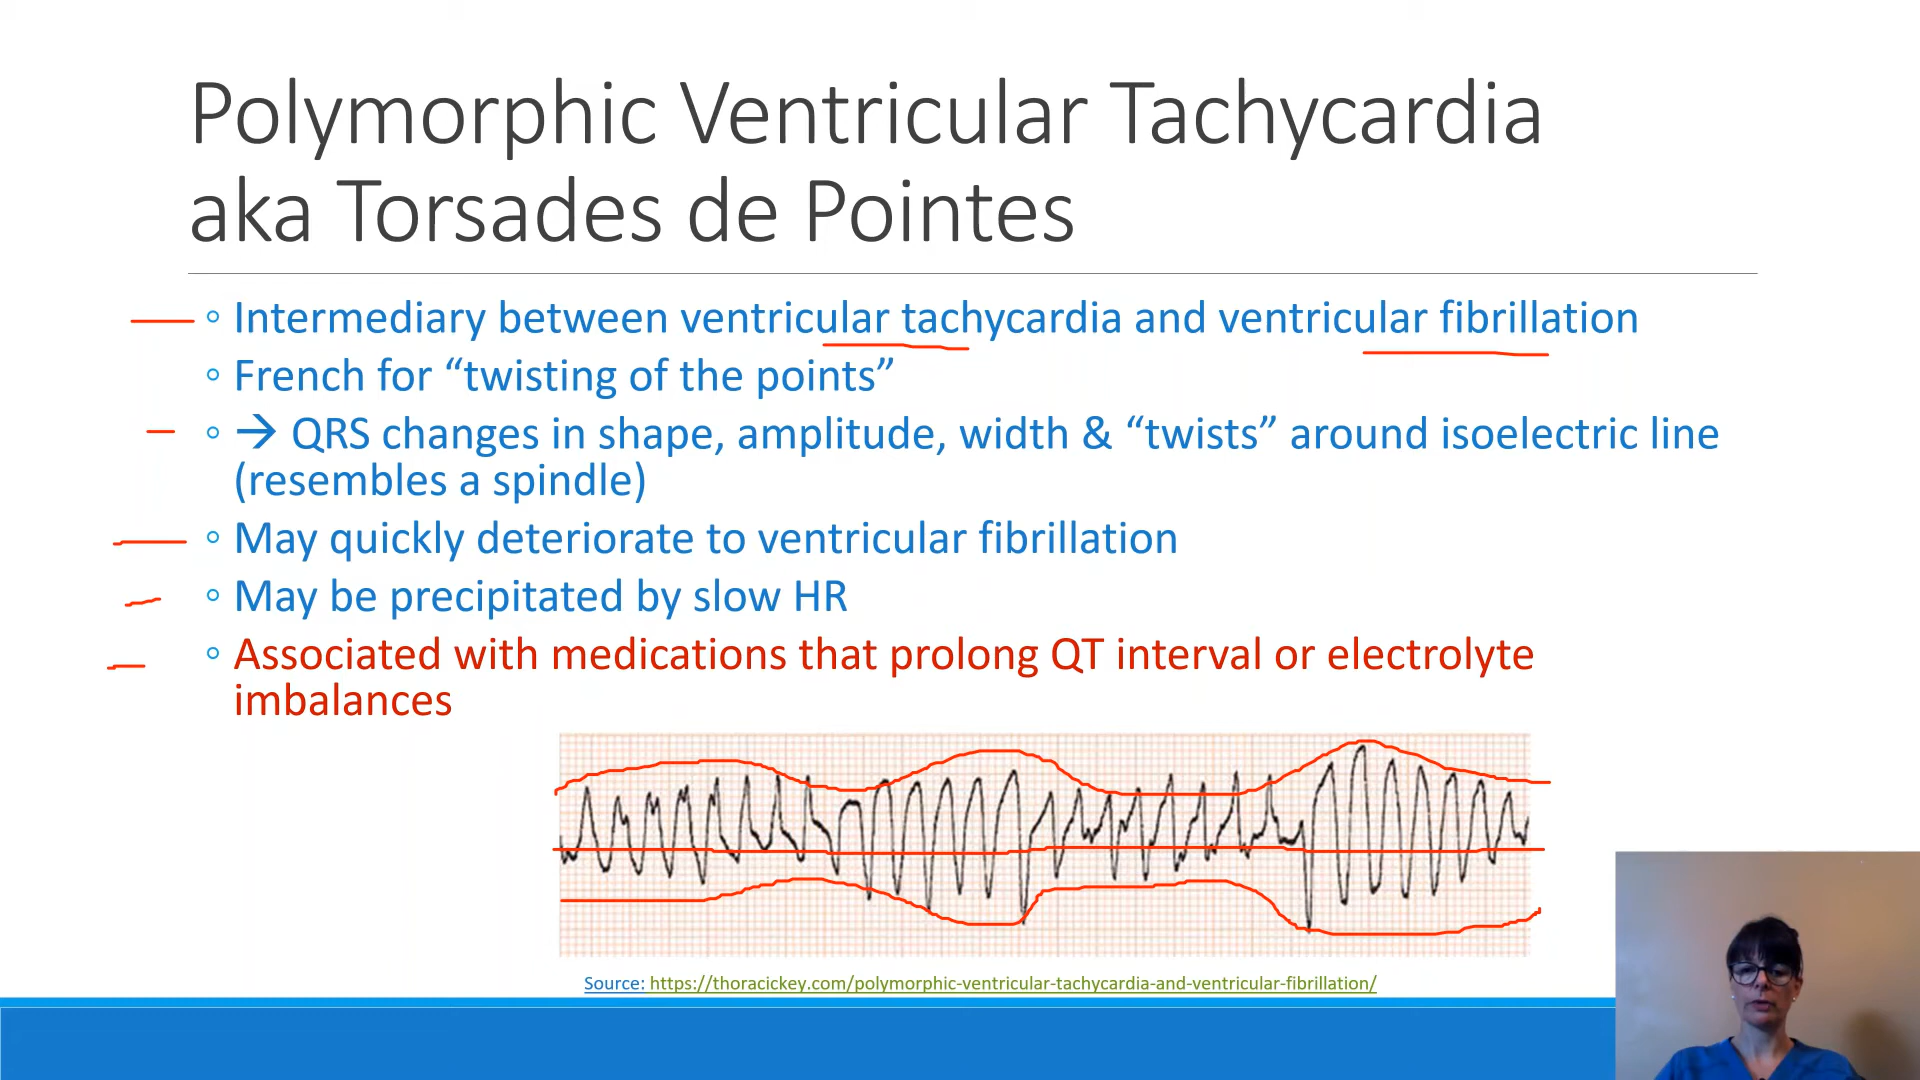 Polymorphic Ventricular Tachycardia
aka Torsades de Pointes
◦ Intermediary between ventricular tachycardia and ventricular fibrillation
◦ French for “twisting of the points”
◦ → QRS changes in shape, amplitude, width & “twists” around isoelectric line
(resembles a spindle)
◦ May quickly deteriorate to ventricular fibrillation
◦ May be precipitated by slow HR
◦ Associated with medications that prolong QT interval or electrolyte
imbalances
Source: https://thoracickey.com/polymorphic-ventricular-tachycardia-and-ventricular-fibrillation/